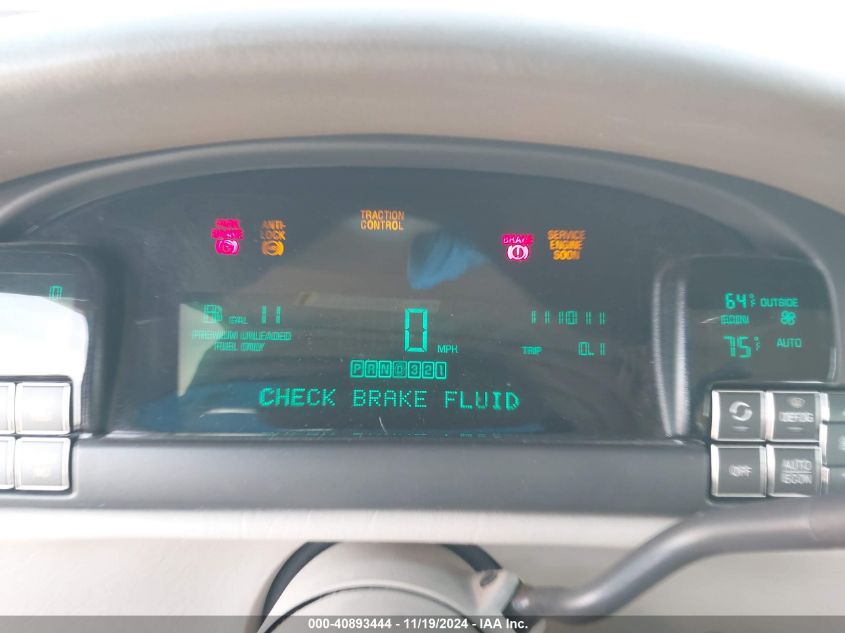 PARK BRAKE
ANTI-
LOCK
TRACTION
CONTROL
BRAKE
SERVICE
ENGINE
SOON
0
GAL 11
PREMIUM UNLEADED
FUEL ONLY
0 MPH
111011
TRIP 0.1
64°F OUTSIDE
ECON
75°F AUTO
PRND321
CHECK BRAKE FLUID
DEFOG
OFF
AUTO
ECON
000-40893444 - 11/19/2024 - IAA Inc.